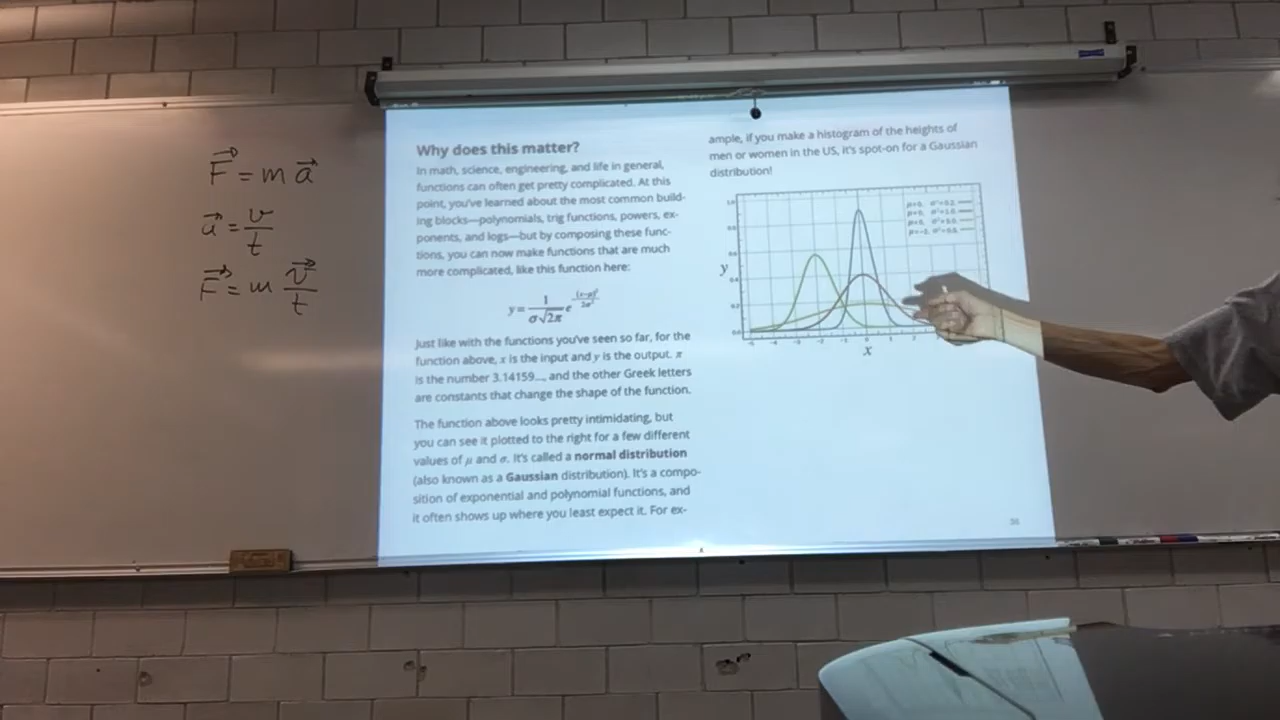 F⃗ = m a⃗
a⃗ = v/t
F⃗ = m v⃗/t
Why does this matter?
In math, science, engineering, and life in general,
functions can often get pretty complicated. At this
point, you've learned about the most common build-
ing blocks—polynomials, trig functions, powers, ex-
ponents, and logs—but by composing these func-
tions, you can now make functions that are much
more complicated, like this function here:
y = 1/(σ√2π) e^(-(x-μ)²/2σ²)
Just like with the functions you've seen so far, for the
function above, x is the input and y is the output. π
is the number 3.14159..., and the other Greek letters
are constants that change the shape of the function.
The function above looks pretty intimidating, but
you can see it plotted to the right for a few different
values of μ and σ. It's called a normal distribution
(also known as a Gaussian distribution). It's a compo-
sition of exponential and polynomial functions, and
it often shows up where you least expect it. For ex-
ample, if you make a histogram of the heights of
men or women in the US, it's spot-on for a Gaussian
distribution!
y
x